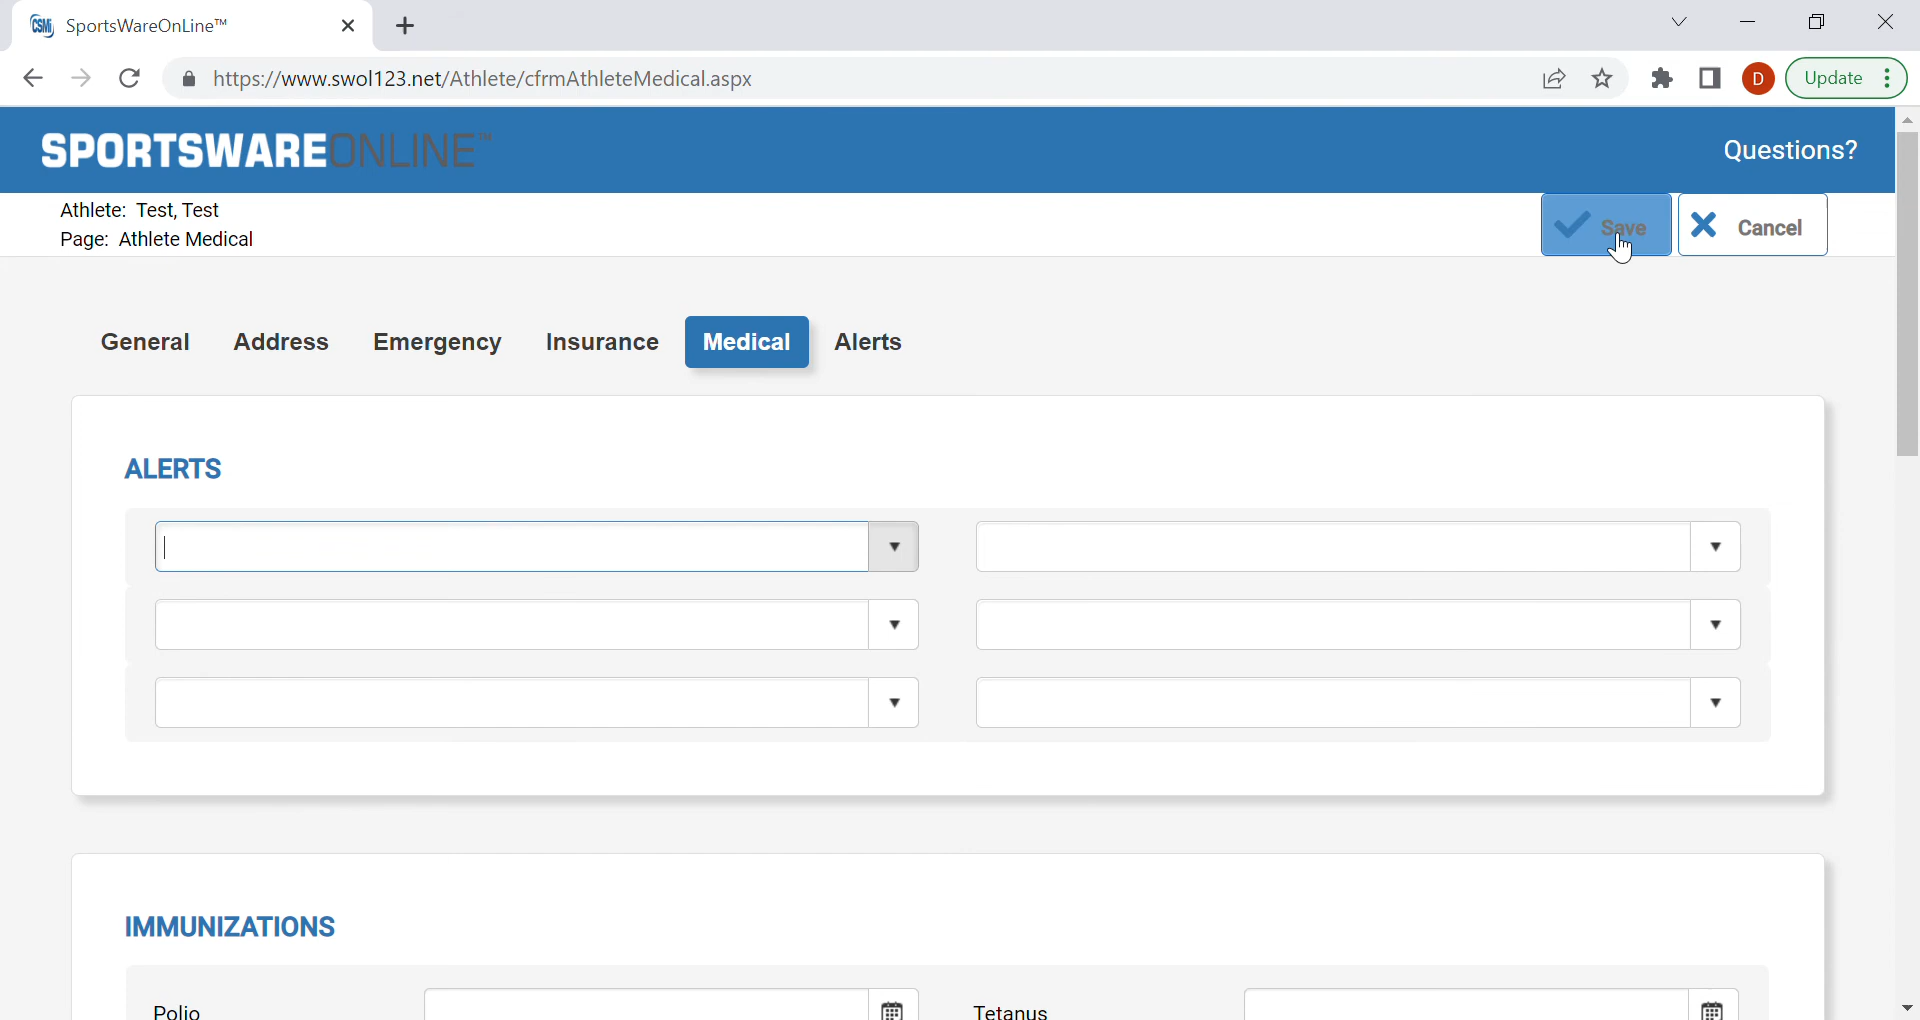 SportsWareOnLine™
https://www.swol123.net/Athlete/cfrmAthleteMedical.aspx
D
Update
SPORTSWAREONLINE™
Questions?
Athlete: Test, Test
Page: Athlete Medical
Save
Cancel
General Address Emergency Insurance Medical Alerts
ALERTS
IMMUNIZATIONS
Polio Tetanus